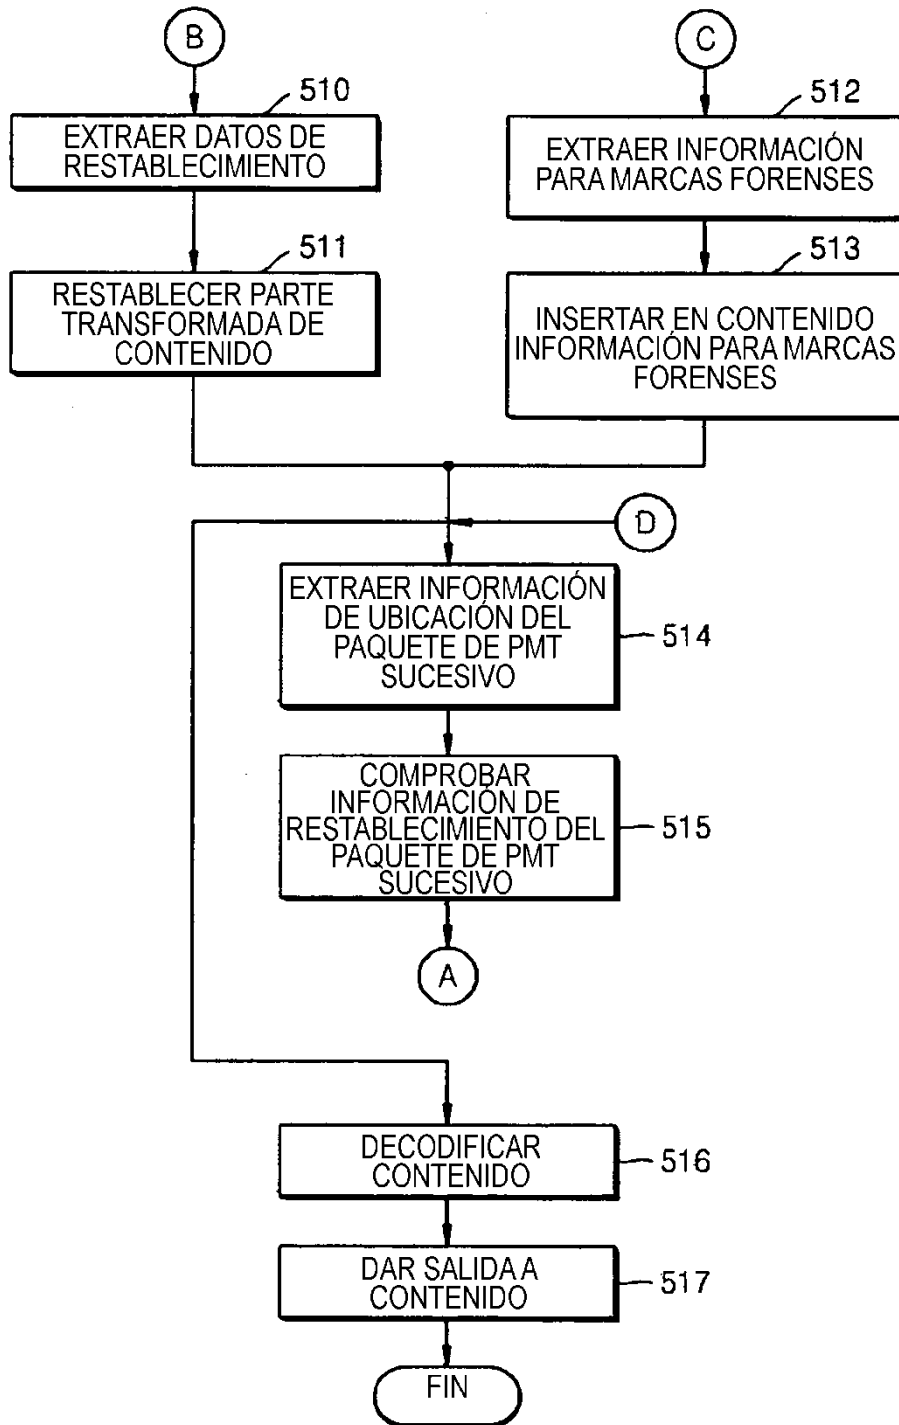 B
510
EXTRAER DATOS DE
RESTABLECIMIENTO
511
RESTABLECER PARTE
TRANSFORMADA DE
CONTENIDO
C
512
EXTRAER INFORMACIÓN
PARA MARCAS FORENSES
513
INSERTAR EN CONTENIDO
INFORMACIÓN PARA MARCAS
FORENSES
D
EXTRAER INFORMACIÓN
DE UBICACIÓN DEL
PAQUETE DE PMT
SUCESIVO
514
COMPROBAR
INFORMACIÓN DE
RESTABLECIMIENTO DEL
PAQUETE DE PMT
SUCESIVO
515
A
DECODIFICAR
CONTENIDO
516
DAR SALIDA A
CONTENIDO
517
FIN